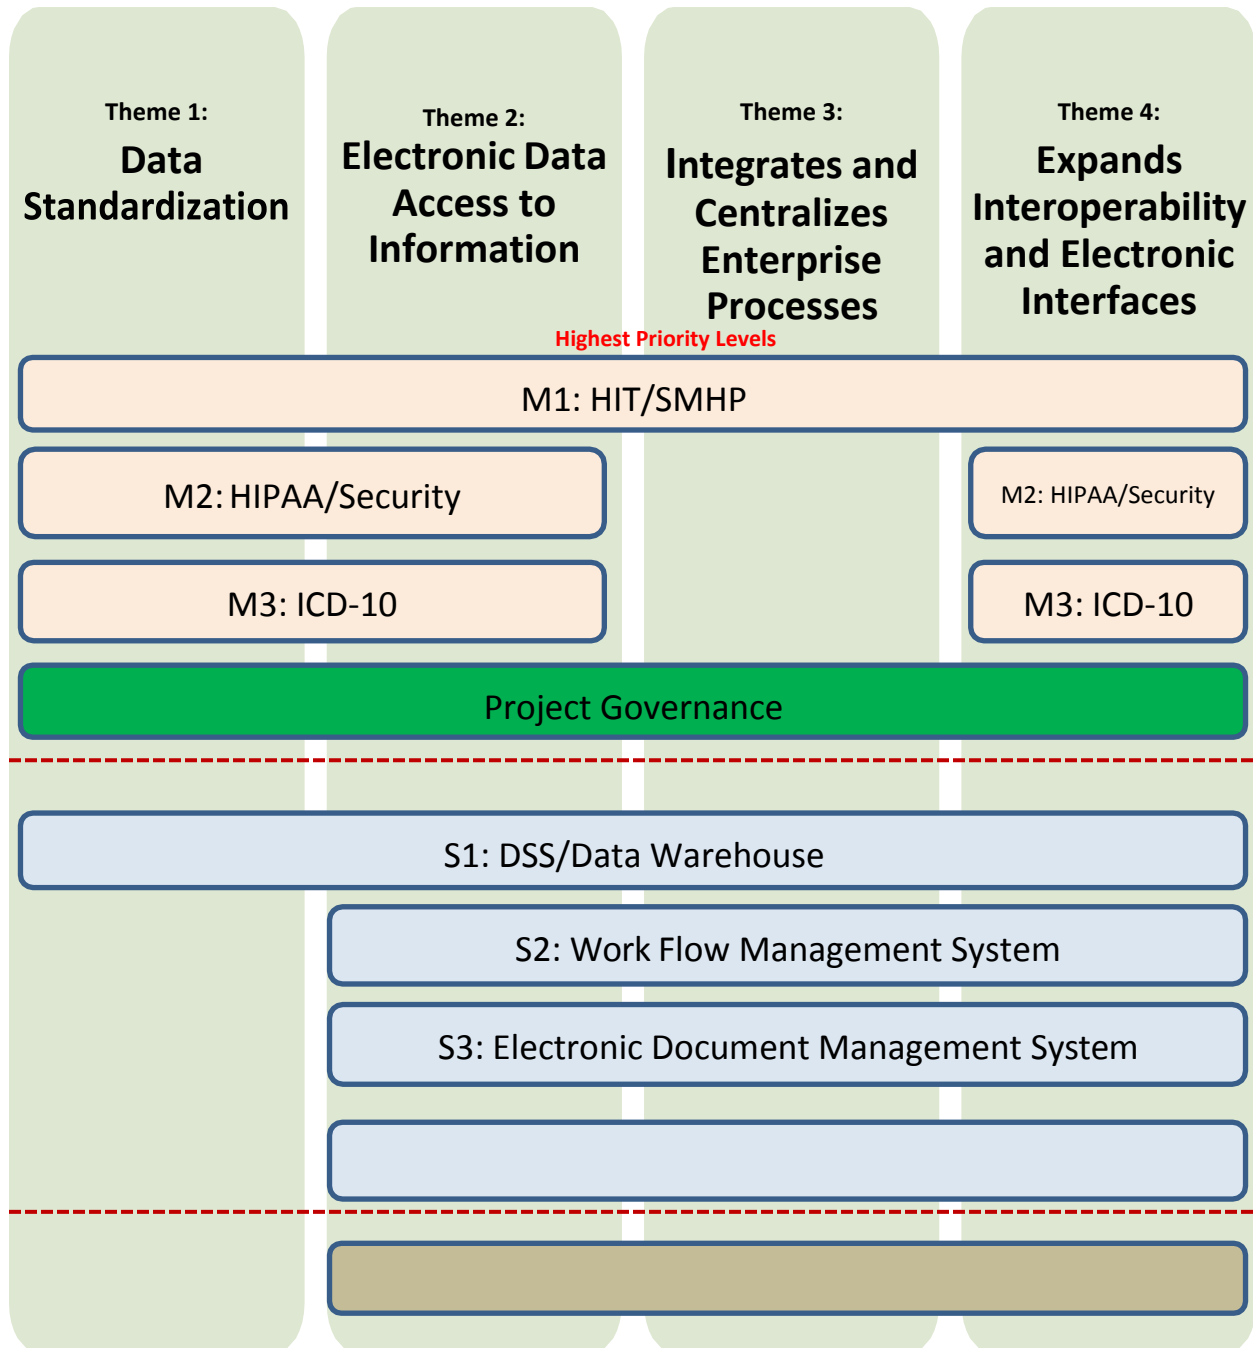 Theme 1:
Data
Standardization
Theme 2:
Electronic Data
Access to
Information
Theme 3:
Integrates and
Centralizes
Enterprise
Processes
Theme 4:
Expands
Interoperability
and Electronic
Interfaces
Highest Priority Levels
M1: HIT/SMHP
M2: HIPAA/Security
M2: HIPAA/Security
M3: ICD-10
M3: ICD-10
Project Governance
S1: DSS/Data Warehouse
S2: Work Flow Management System
S3: Electronic Document Management System